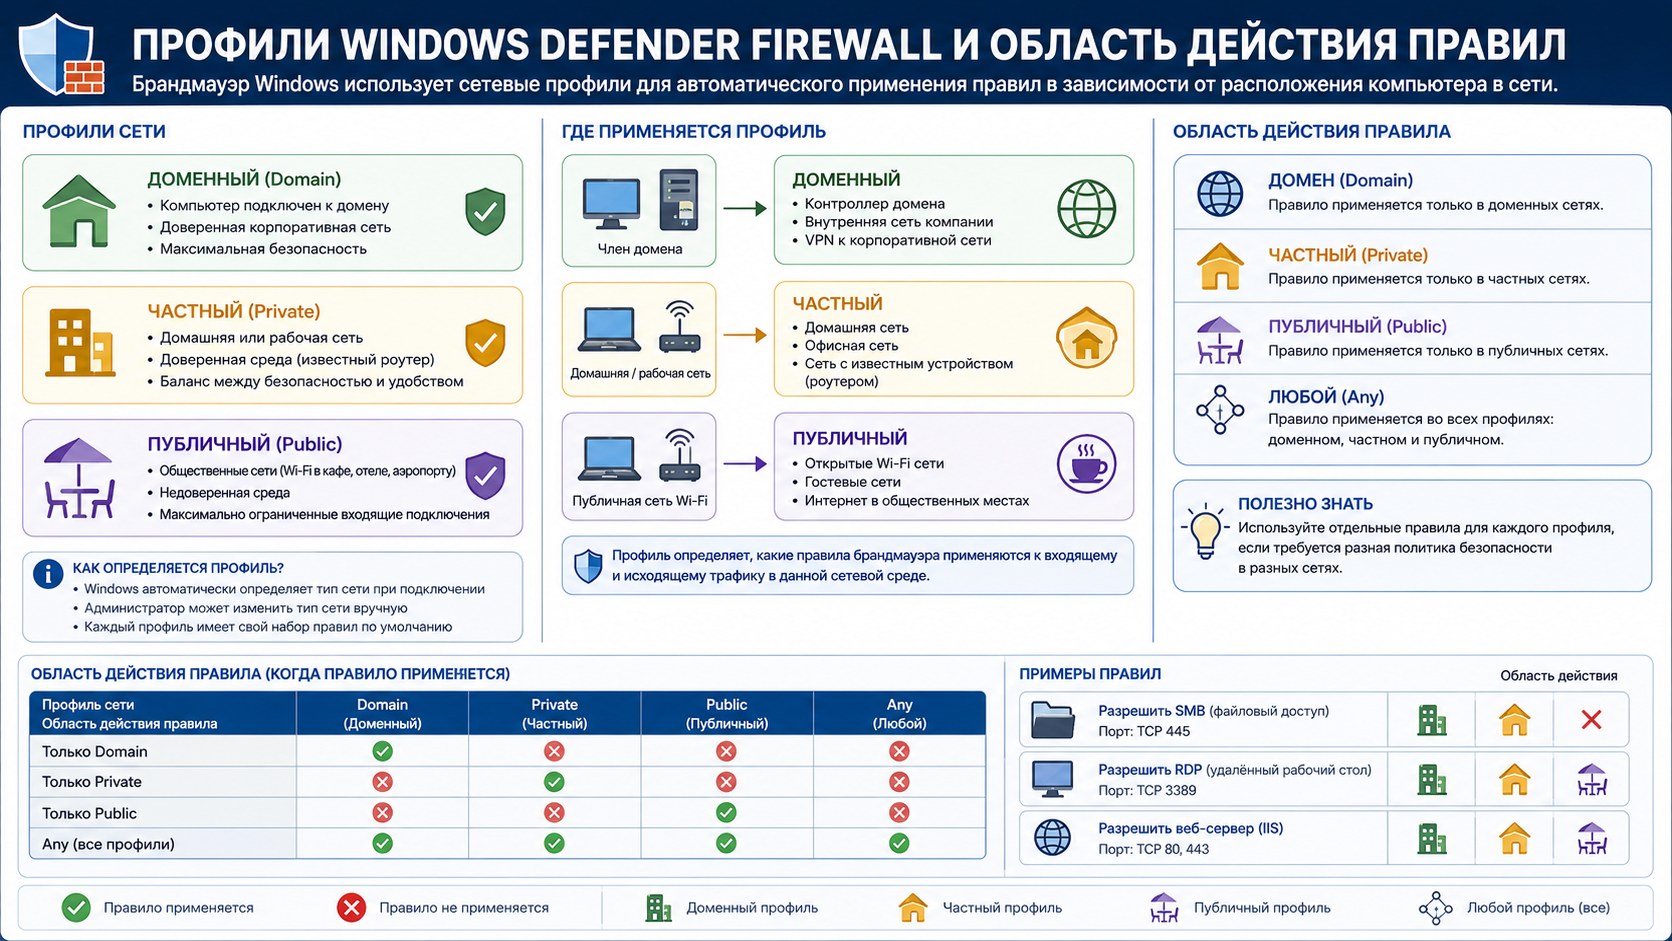 ПРОФИЛИ WINDOWS DEFENDER FIREWALL И ОБЛАСТЬ ДЕЙСТВИЯ ПРАВИЛ
Брандмауэр Windows использует сетевые профили для автоматического применения правил в зависимости от расположения компьютера в сети.
ПРОФИЛИ СЕТИ
ДОМЕННЫЙ (Domain)
• Компьютер подключен к домену
• Доверенная корпоративная сеть
• Максимальная безопасность
ЧАСТНЫЙ (Private)
• Домашняя или рабочая сеть
• Доверенная среда (известный роутер)
• Баланс между безопасностью и удобством
ПУБЛИЧНЫЙ (Public)
• Общественные сети (Wi-Fi в кафе, отеле, аэропорту)
• Недоверенная среда
• Максимально ограниченные входящие подключения
КАК ОПРЕДЕЛЯЕТСЯ ПРОФИЛЬ?
• Windows автоматически определяет тип сети при подключении
• Администратор может изменить тип сети вручную
• Каждый профиль имеет свой набор правил по умолчанию
ГДЕ ПРИМЕНЯЕТСЯ ПРОФИЛЬ
Член домена
ДОМЕННЫЙ
• Контроллер домена
• Внутренняя сеть компании
• VPN к корпоративной сети
Домашняя / рабочая сеть
ЧАСТНЫЙ
• Домашняя сеть
• Офисная сеть
• Сеть с известным устройством
(роутером)
Публичная сеть Wi-Fi
ПУБЛИЧНЫЙ
• Открытые Wi-Fi сети
• Гостевые сети
• Интернет в общественных местах
Профиль определяет, какие правила брандмауэра применяются к входящему
и исходящему трафику в данной сетевой среде.
ОБЛАСТЬ ДЕЙСТВИЯ ПРАВИЛА
ДОМЕН (Domain)
Правило применяется только в доменных сетях.
ЧАСТНЫЙ (Private)
Правило применяется только в частных сетях.
ПУБЛИЧНЫЙ (Public)
Правило применяется только в публичных сетях.
ЛЮБОЙ (Any)
Правило применяется во всех профилях:
доменном, частном и публичном.
ПОЛЕЗНО ЗНАТЬ
Используйте отдельные правила для каждого профиля,
если требуется разная политика безопасности
в разных сетях.
ОБЛАСТЬ ДЕЙСТВИЯ ПРАВИЛА (КОГДА ПРАВИЛО ПРИМЕНЯЕТСЯ)
Профиль сети
Область действия правила
Domain
(Доменный)
Private
(Частный)
Public
(Публичный)
Any
(Любой)
Только Domain
Только Private
Только Public
Any (все профили)
ПРИМЕРЫ ПРАВИЛ
Область действия
Разрешить SMB (файловый доступ)
Порт: TCP 445
Разрешить RDP (удалённый рабочий стол)
Порт: TCP 3389
Разрешить веб-сервер (IIS)
Порт: TCP 80, 443
Правило применяется
Правило не применяется
Доменный профиль
Частный профиль
Публичный профиль
Любой профиль (все)